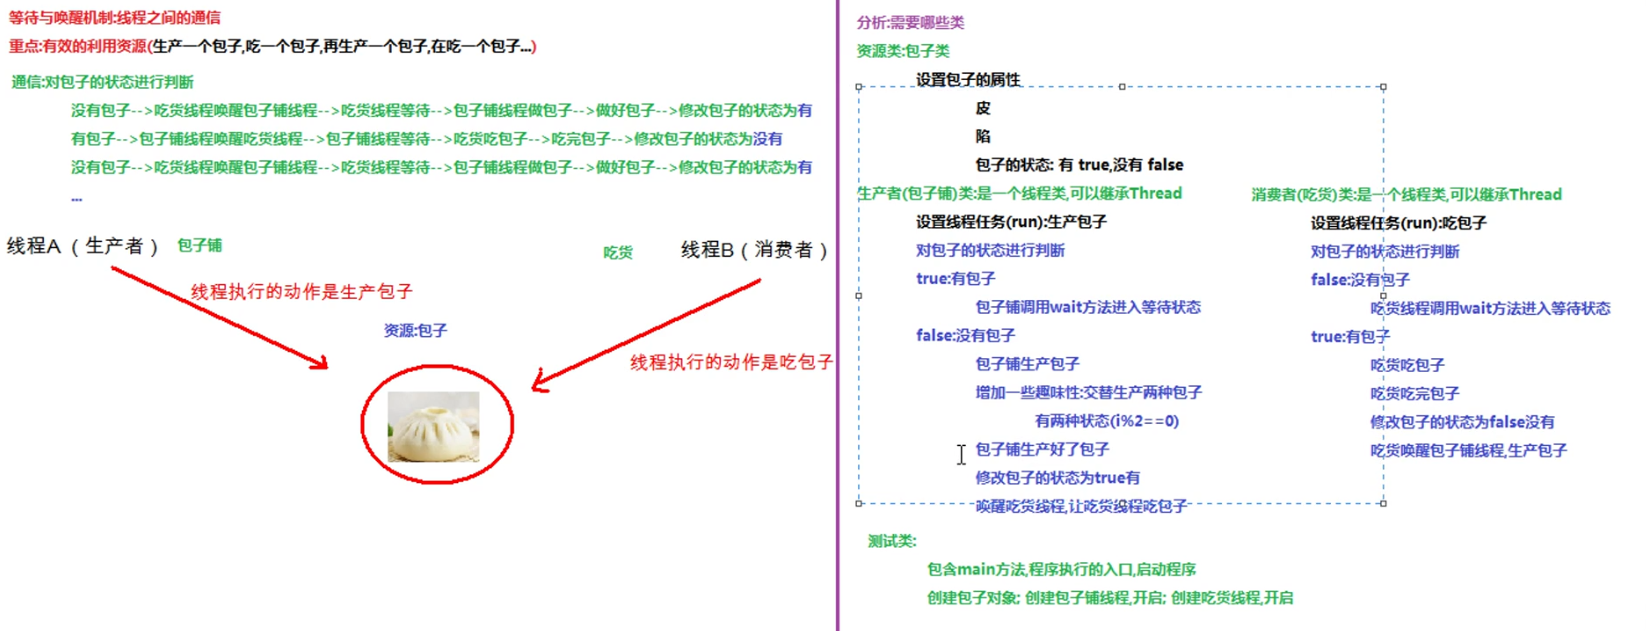 等待与唤醒机制:线程之间的通信
重点:有效的利用资源(生产一个包子,吃一个包子,再生产一个包子,在吃一个包子...)
通信:对包子的状态进行判断
没有包子-->吃货线程唤醒包子铺线程-->吃货线程等待-->包子铺线程做包子-->做好包子-->修改包子的状态为有
有包子-->包子铺线程唤醒吃货线程-->包子铺线程等待-->吃货吃包子-->吃完包子-->修改包子的状态为没有
没有包子-->吃货线程唤醒包子铺线程-->吃货线程等待-->包子铺线程做包子-->做好包子-->修改包子的状态为有
...
线程A（生产者） 包子铺
吃货 线程B（消费者）
线程执行的动作是生产包子
资源:包子
线程执行的动作是吃包子
分析:需要哪些类
资源类:包子类
设置包子的属性
皮
陷
包子的状态: 有 true,没有 false
生产者(包子铺)类:是一个线程类,可以继承Thread
设置线程任务(run):生产包子
对包子的状态进行判断
true:有包子
包子铺调用wait方法进入等待状态
false:没有包子
包子铺生产包子
增加一些趣味性:交替生产两种包子
有两种状态(i%2==0)
包子铺生产好了包子
修改包子的状态为true有
唤醒吃货线程,让吃货线程吃包子
消费者(吃货)类:是一个线程类,可以继承Thread
设置线程任务(run):吃包子
对包子的状态进行判断
false:没有包子
吃货线程调用wait方法进入等待状态
true:有包子
吃货吃包子
吃货吃完包子
修改包子的状态为false没有
吃货唤醒包子铺线程,生产包子
测试类:
包含main方法,程序执行的入口,启动程序
创建包子对象; 创建包子铺线程,开启; 创建吃货线程,开启